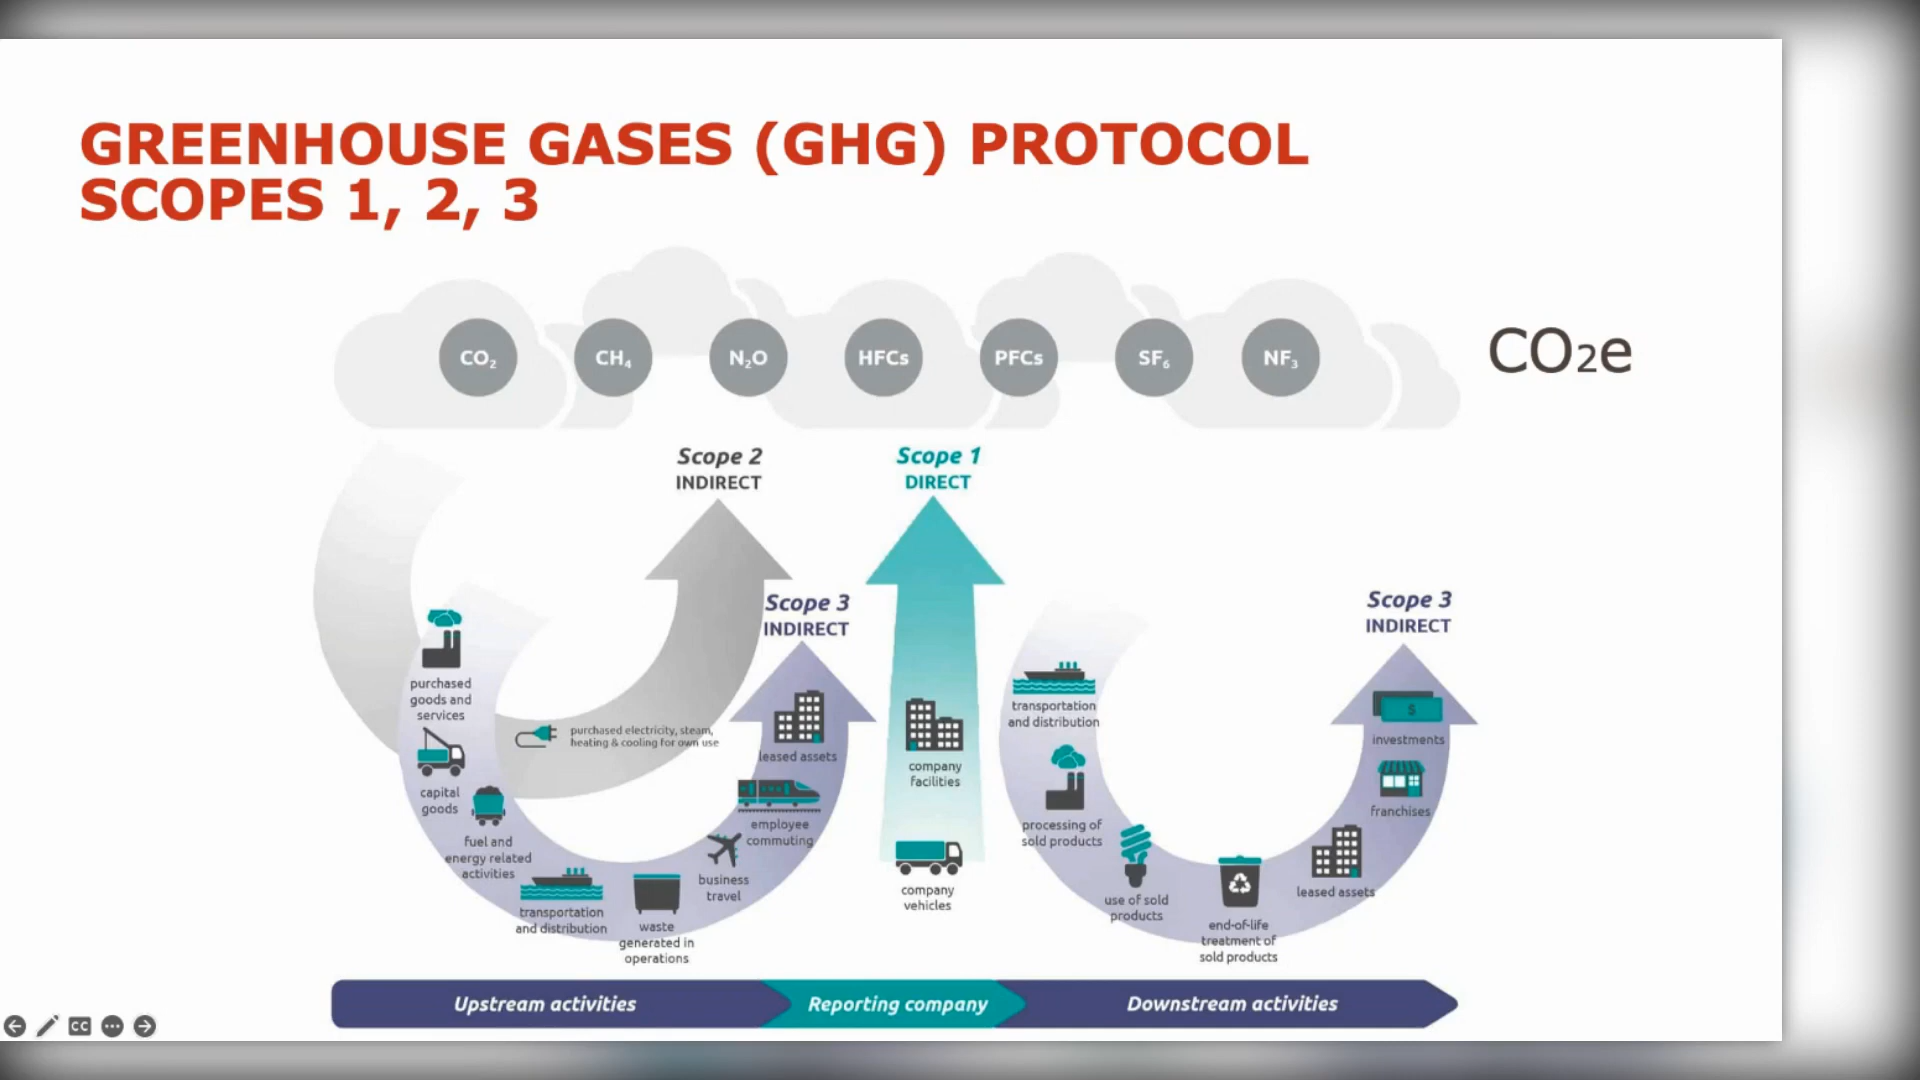 GREENHOUSE GASES (GHG) PROTOCOL
SCOPES 1, 2, 3
CO₂
CH₄
N₂O
HFCs
PFCs
SF₆
NF₃
CO₂e
Scope 2
INDIRECT
Scope 1
DIRECT
Scope 3
INDIRECT
Scope 3
INDIRECT
purchased
goods and
services
capital
goods
fuel and
energy related
activities
transportation
and distribution
waste
generated in
operations
business
travel
employee
commuting
leased assets
purchased electricity, steam,
heating & cooling for own use
company
facilities
company
vehicles
transportation
and distribution
processing of
sold products
use of sold
products
end-of-life
treatment of
sold products
leased assets
franchises
$
investments
Upstream activities
Reporting company
Downstream activities
CC